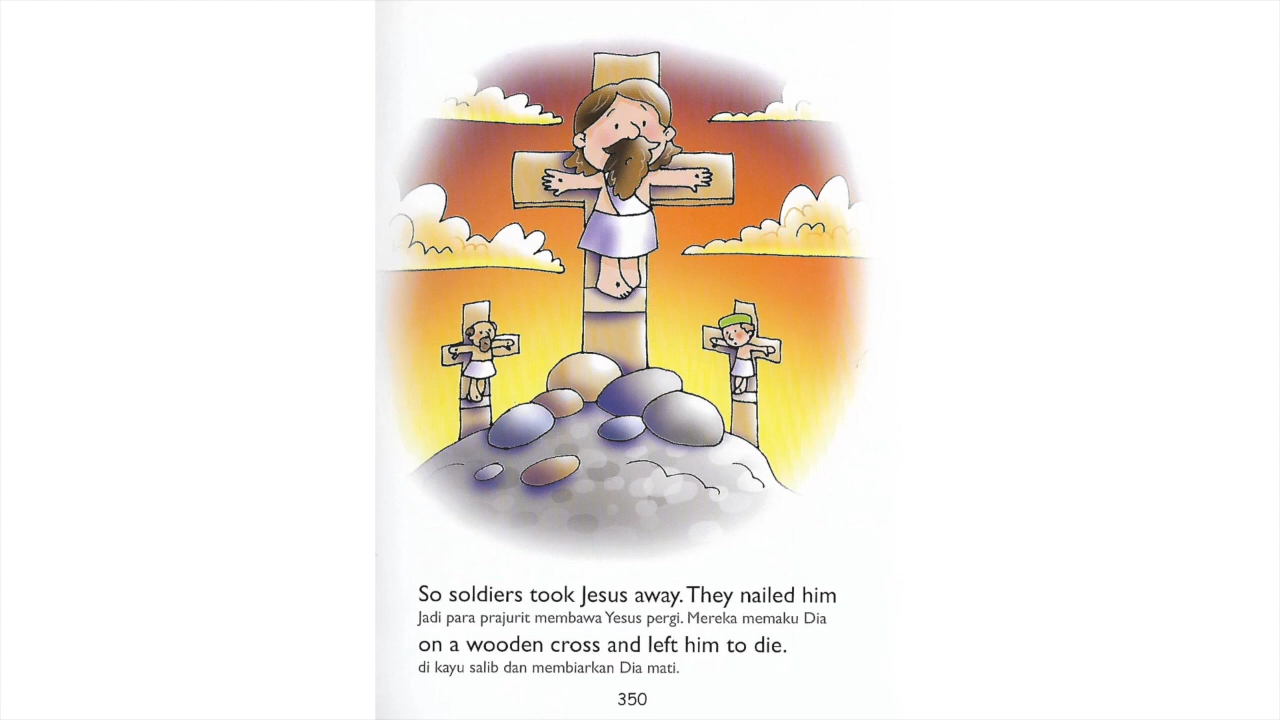 So soldiers took Jesus away. They nailed him
Jadi para prajurit membawa Yesus pergi. Mereka memaku Dia
on a wooden cross and left him to die.
di kayu salib dan membiarkan Dia mati.
350